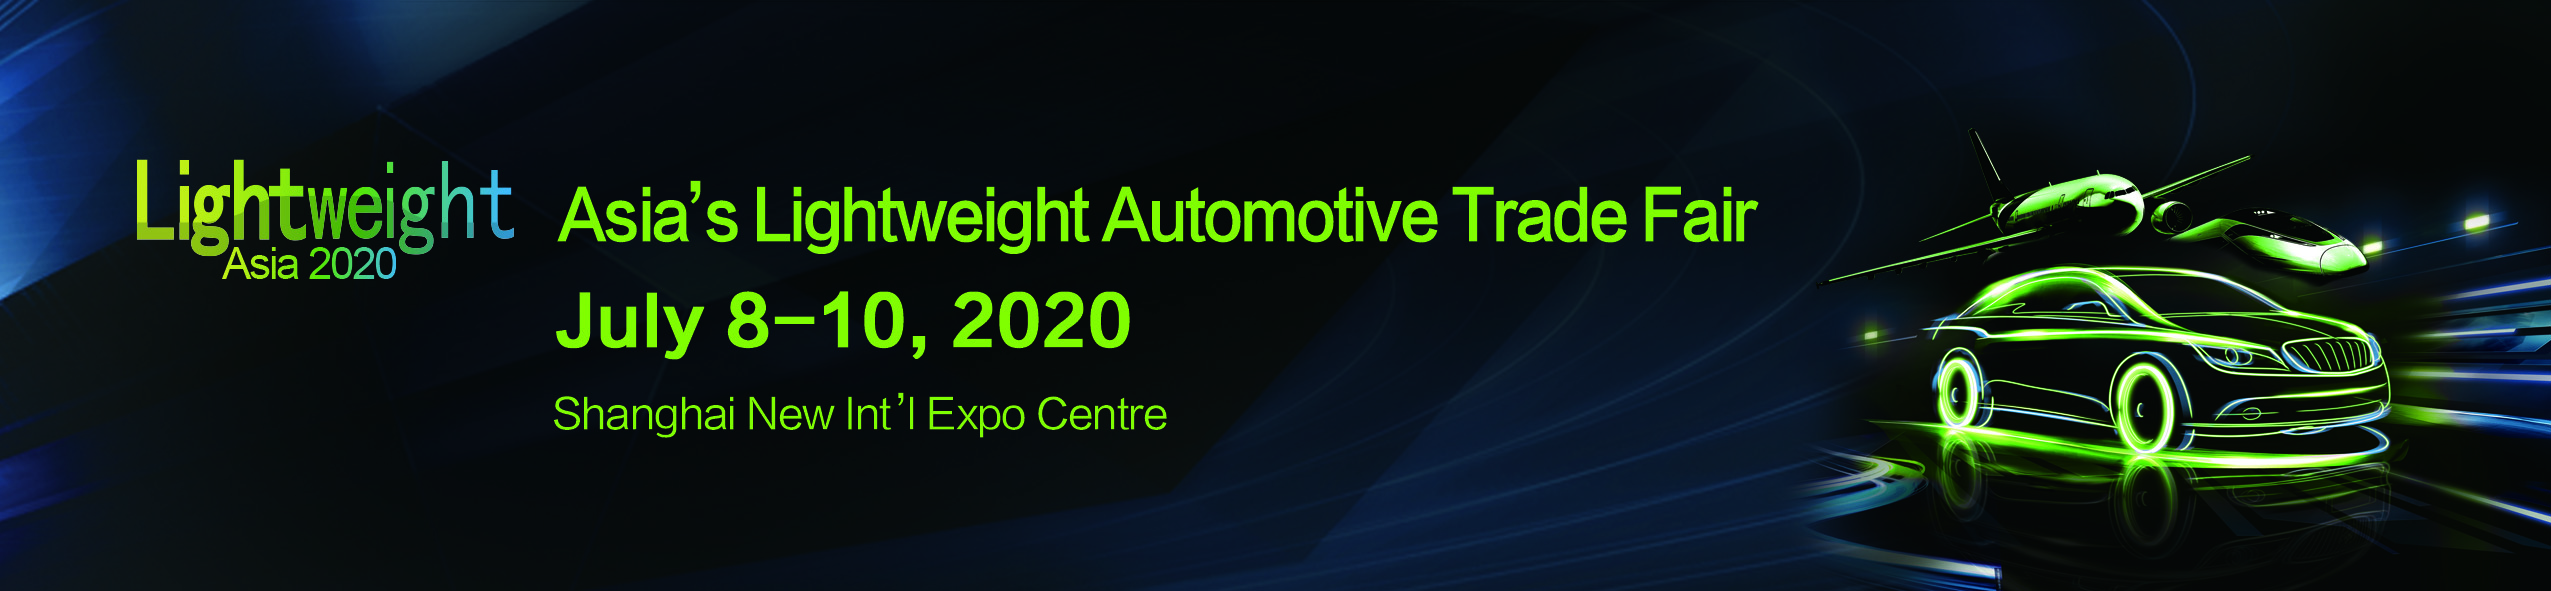 Lightweight
Asia 2020
Asia’s Lightweight Automotive Trade Fair
July 8–10, 2020
Shanghai New Int’l Expo Centre